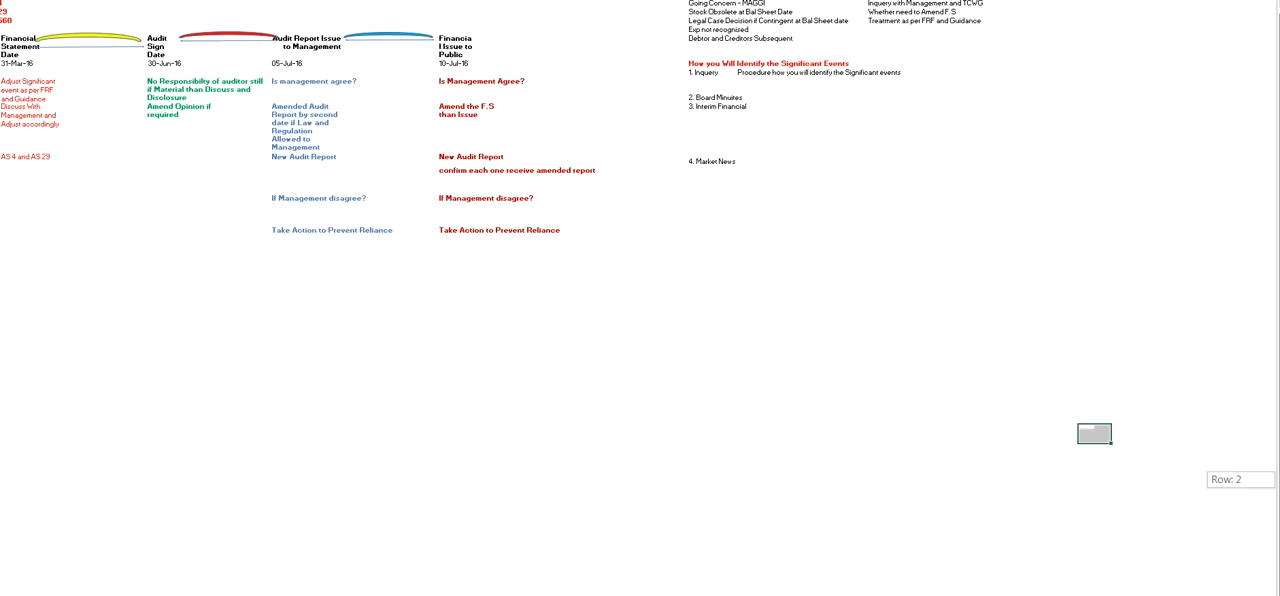 29
560
Going Concern - MAGGI
Inquery with Management and TCWG
Stock Obsolete at Bal Sheet Date
Whether need to Amend F.S
Legal Case Decision if Contingent at Bal Sheet date
Treatment as per FRF and Guidance
Exp not recognised
Debtor and Creditors Subsequent
Financial
Statement
Date
31-Mar-16
Audit
Sign
Date
30-Jun-16
Audit Report Issue
to Management
05-Jul-16
Financia
l Issue to
Public
10-Jul-16
Adjust Significant
event as per FRF
and Guidance
Discuss With
Management and
Adjust accordingly
AS 4 and AS 29
No Responsibilty of auditor still
if Material than Discuss and
Disclosure
Amend Opinion if
required
Is management agree?
Amended Audit
Report by second
date if Law and
Regulation
Allowed to
Management
New Audit Report
If Management disagree?
Take Action to Prevent Reliance
Is Management Agree?
Amend the F.S
than Issue
New Audit Report
confirm each one receive amended report
If Management disagree?
Take Action to Prevent Reliance
How you Will Identify the Significant Events
1. Inquery Procedure how you will identify the Significant events
2. Board Minuites
3. Interim Financial
4. Market News
Row: 2